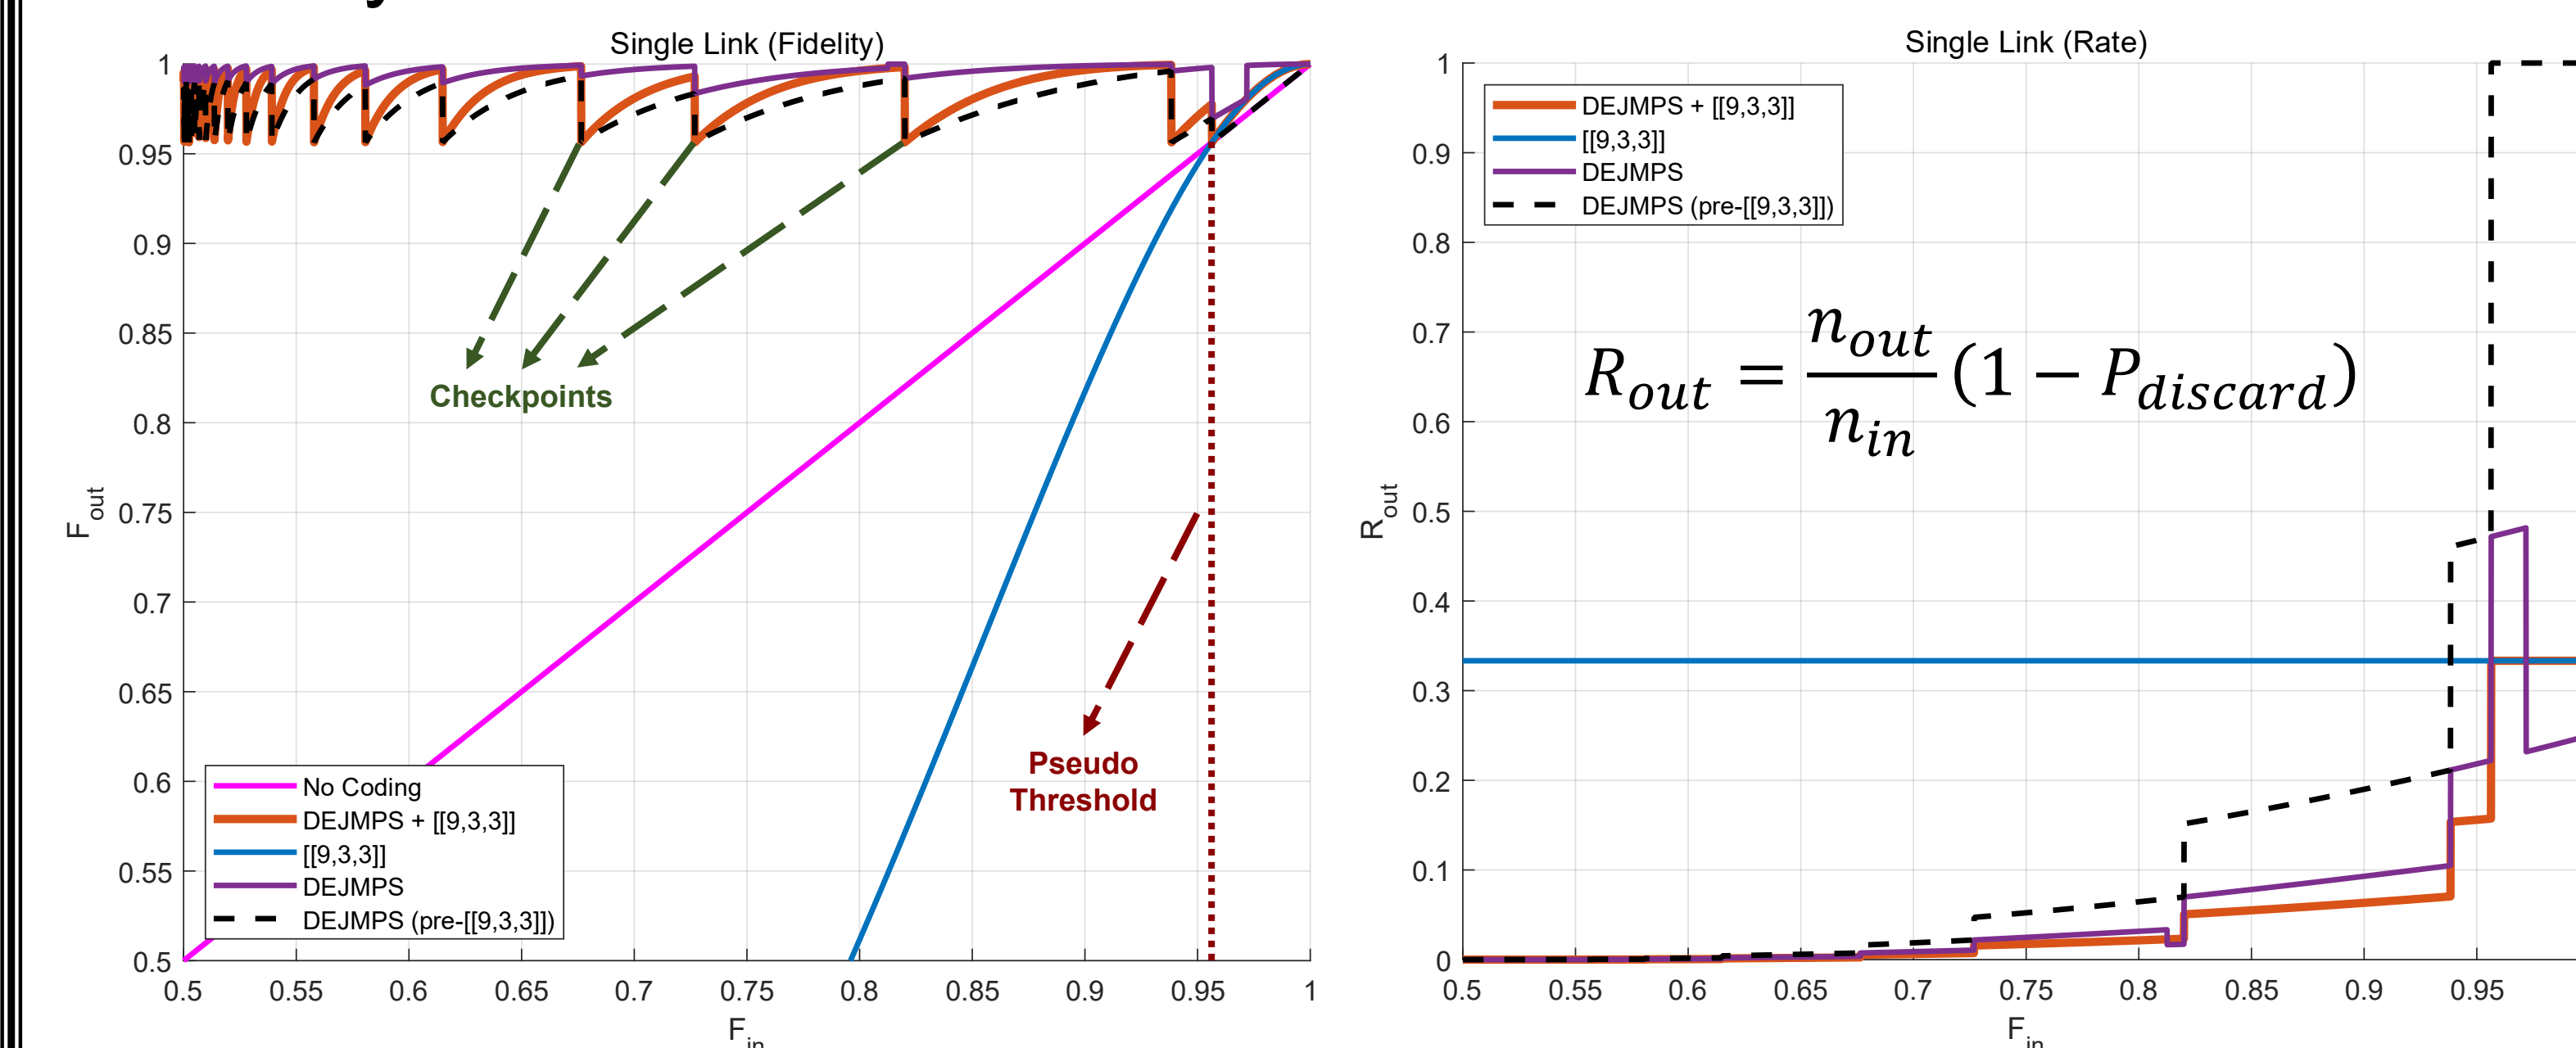 Single Link (Fidelity)
1
0.95
0.9
0.85
0.8
0.75
0.7
0.65
0.6
0.55
0.5
F_out
Checkpoints
Pseudo
Threshold
No Coding
DEJMPS + [[9,3,3]]
[[9,3,3]]
DEJMPS
DEJMPS (pre-[[9,3,3]])
0.5 0.55 0.6 0.65 0.7 0.75 0.8 0.85 0.9 0.95 1
F_in
Single Link (Rate)
1
0.9
0.8
0.7
0.6
0.5
0.4
0.3
0.2
0.1
0
R_out
DEJMPS + [[9,3,3]]
[[9,3,3]]
DEJMPS
DEJMPS (pre-[[9,3,3]])
R_out = n_out/n_in (1 − P_discard)
0.5 0.55 0.6 0.65 0.7 0.75 0.8 0.85 0.9 0.95
F_in